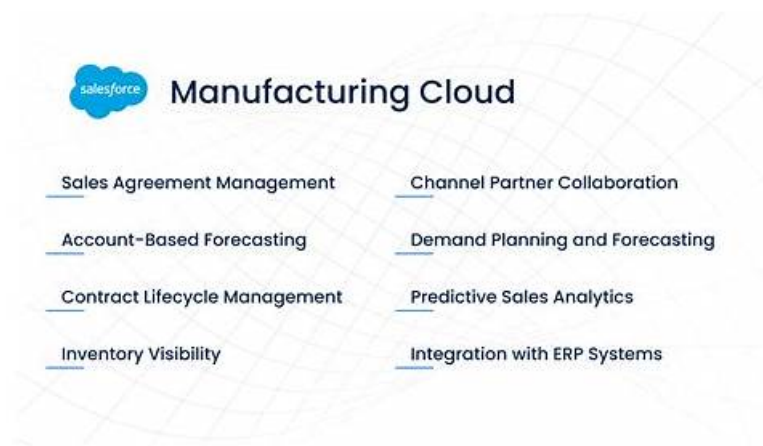 salesforce
Manufacturing Cloud
Sales Agreement Management
Account-Based Forecasting
Contract Lifecycle Management
Inventory Visibility
Channel Partner Collaboration
Demand Planning and Forecasting
Predictive Sales Analytics
Integration with ERP Systems